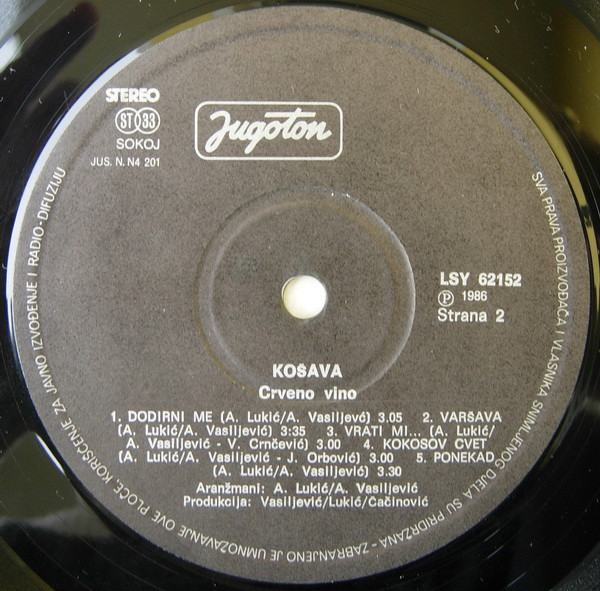 STEREO
ST 33
SOKOJ
JUS. N. N4 201
Jugoton
LSY 62152
℗ 1986
Strana 2
KOŠAVA
Crveno vino
1. DODIRNI ME (A. Lukić/A. Vasiljevć) 3.05 2. VARŠAVA
(A. Lukić/A. Vasiljević) 3:35 3. VRATI MI... (A. Lukić/
A. Vasiljević - V. Crnčević) 3.00 4. KOKOSOV CVET
(A. Lukić/A. Vasiljević - J. Orbović) 3.00 5. PONEKAD
(A. Lukić/A. Vasiljević) 3.30
Aranžmani: A. Lukić/A. Vasiljević
Produkcija: Vasiljević/Lukić/Čačinović
SVA PRAVA PROIZVOĐAČA I VLASNIKA SNIMLJENOG DJELA SU PRIDRŽANA - ZABRANJENO JE UMNOŽAVANJE OVE PLOČE, KORIŠĆENJE ZA JAVNO IZVOĐENJE I RADIO-DIFUZIJU